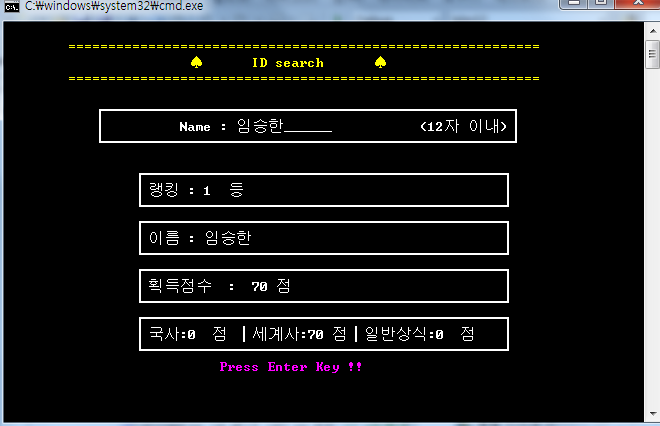 C:₩windows₩system32₩cmd.exe
♠ ID search ♠
Name : 임승한______ (12자 이내)
랭킹 : 1 등
이름 : 임승한
획득점수 : 70 점
국사:0 점 |세계사:70 점|일반상식:0 점
Press Enter Key !!